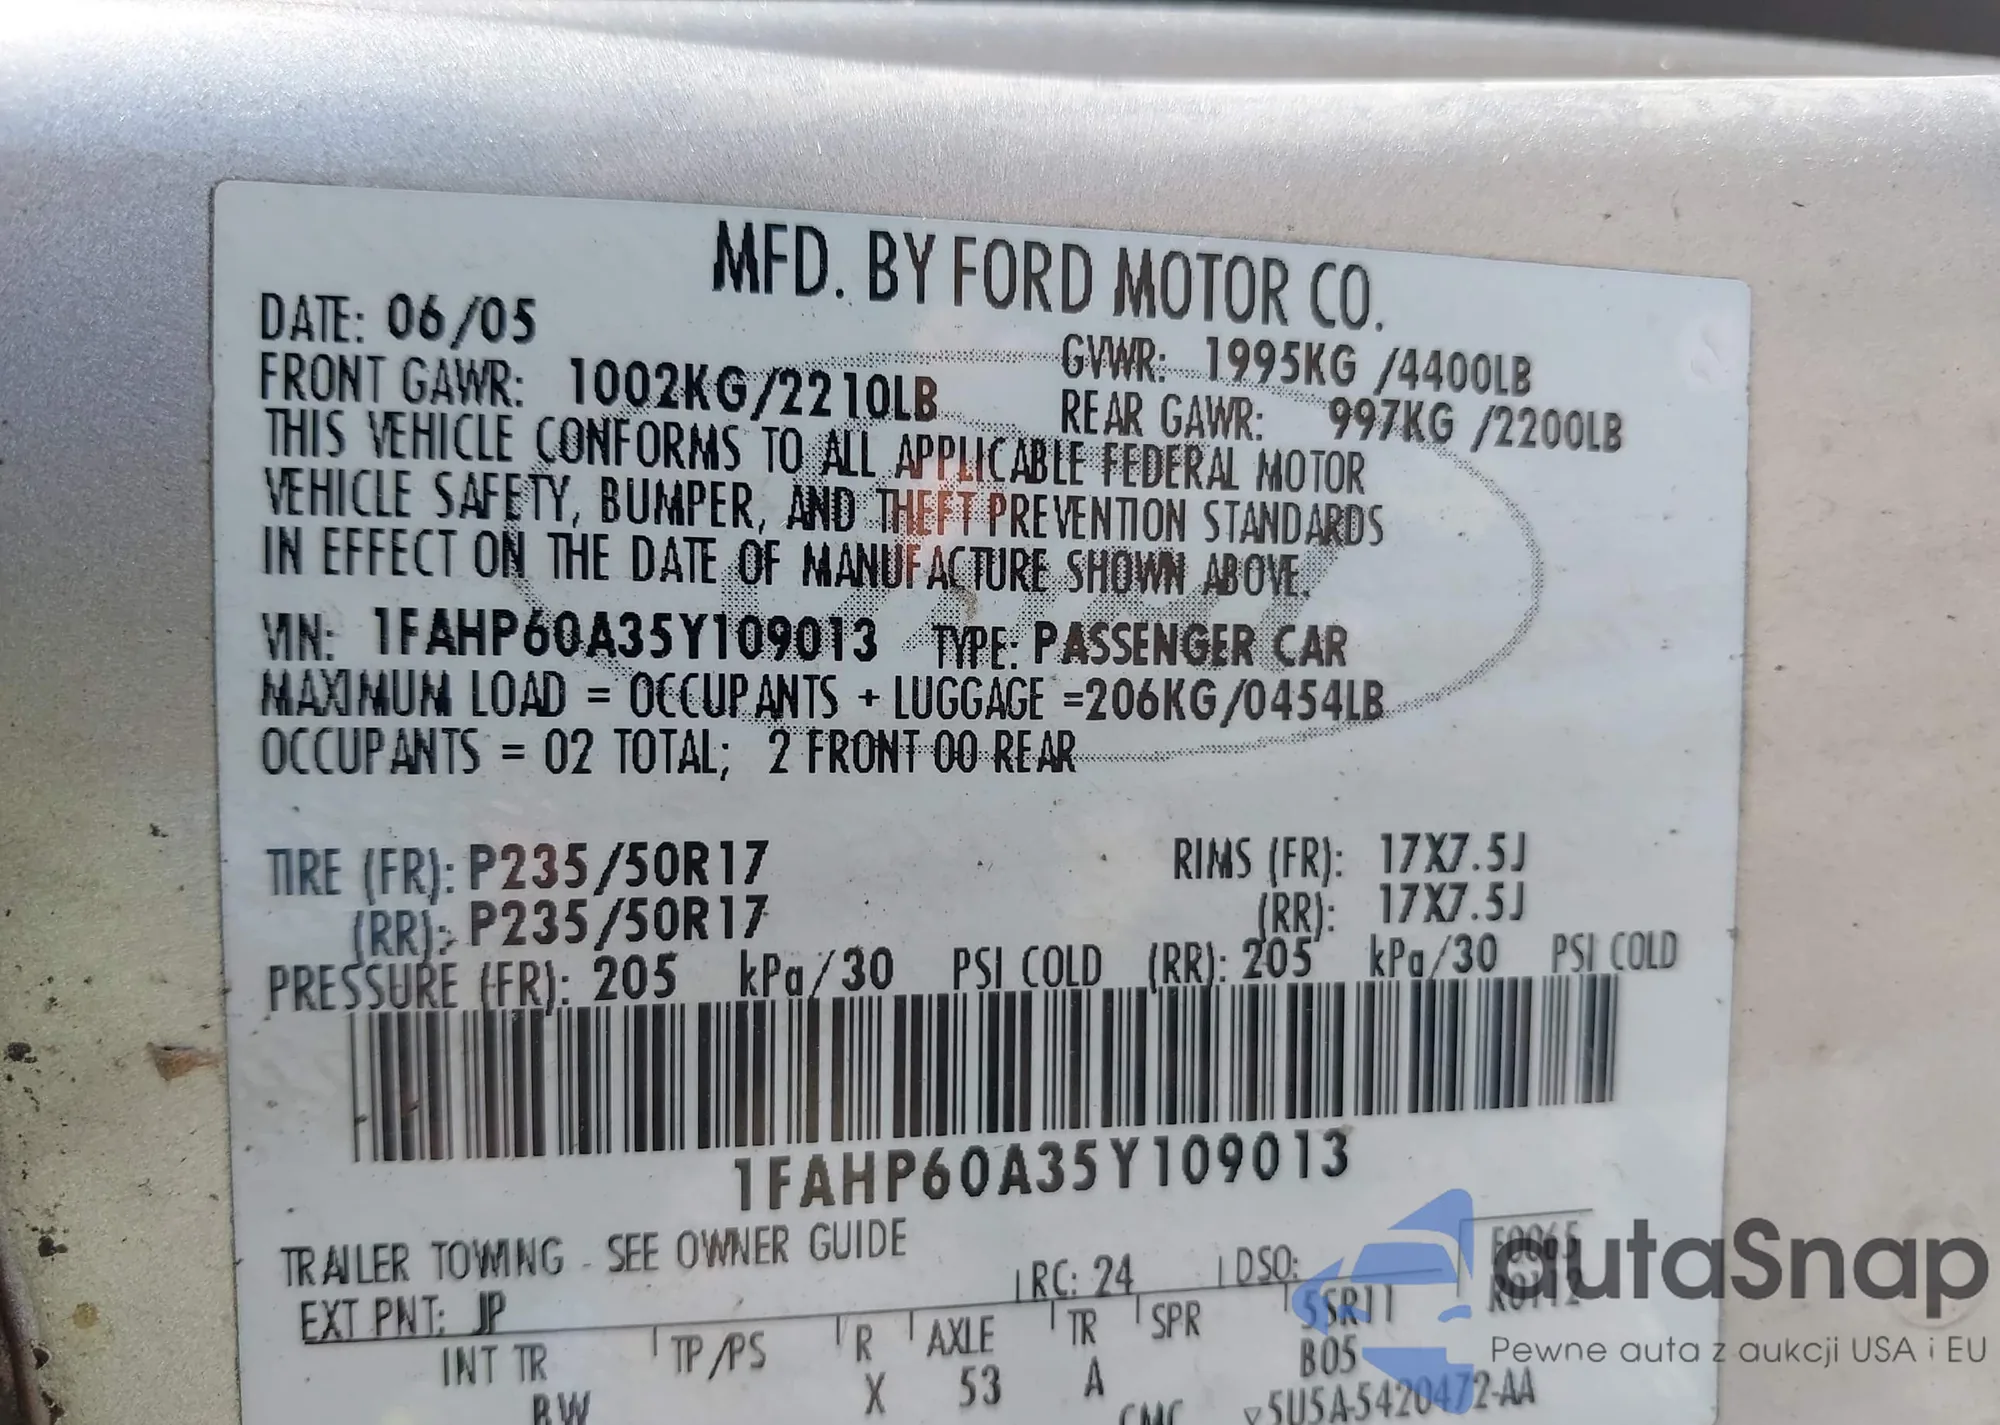 MFD. BY FORD MOTOR CO.
DATE: 06/05
GVWR: 1995KG /4400LB
FRONT GAWR: 1002KG/2210LB
REAR GAWR: 997KG /2200LB
THIS VEHICLE CONFORMS TO ALL APPLICABLE FEDERAL MOTOR
VEHICLE SAFETY, BUMPER, AND THEFT PREVENTION STANDARDS
IN EFFECT ON THE DATE OF MANUFACTURE SHOWN ABOVE.
VIN: 1FAHP60A35Y109013 TYPE: PASSENGER CAR
MAXIMUM LOAD = OCCUPANTS + LUGGAGE =206KG/0454LB
OCCUPANTS = 02 TOTAL; 2 FRONT 00 REAR
TIRE (FR): P235/50R17 RIMS (FR): 17X7.5J
(RR): P235/50R17 (RR): 17X7.5J
PRESSURE (FR): 205 kPa/30 PSI COLD (RR): 205 kPa/30 PSI COLD
1FAHP60A35Y109013
TRAILER TOWING - SEE OWNER GUIDE
EXT PNT: JP RC: 24 DSO:
R0112
INT TR TP/PS R AXLE TR SPR 5SR11
BW X 53 A B05
CMC 5U5A-5420472-AA
autaSnap
Pewne auta z aukcji USA i EU